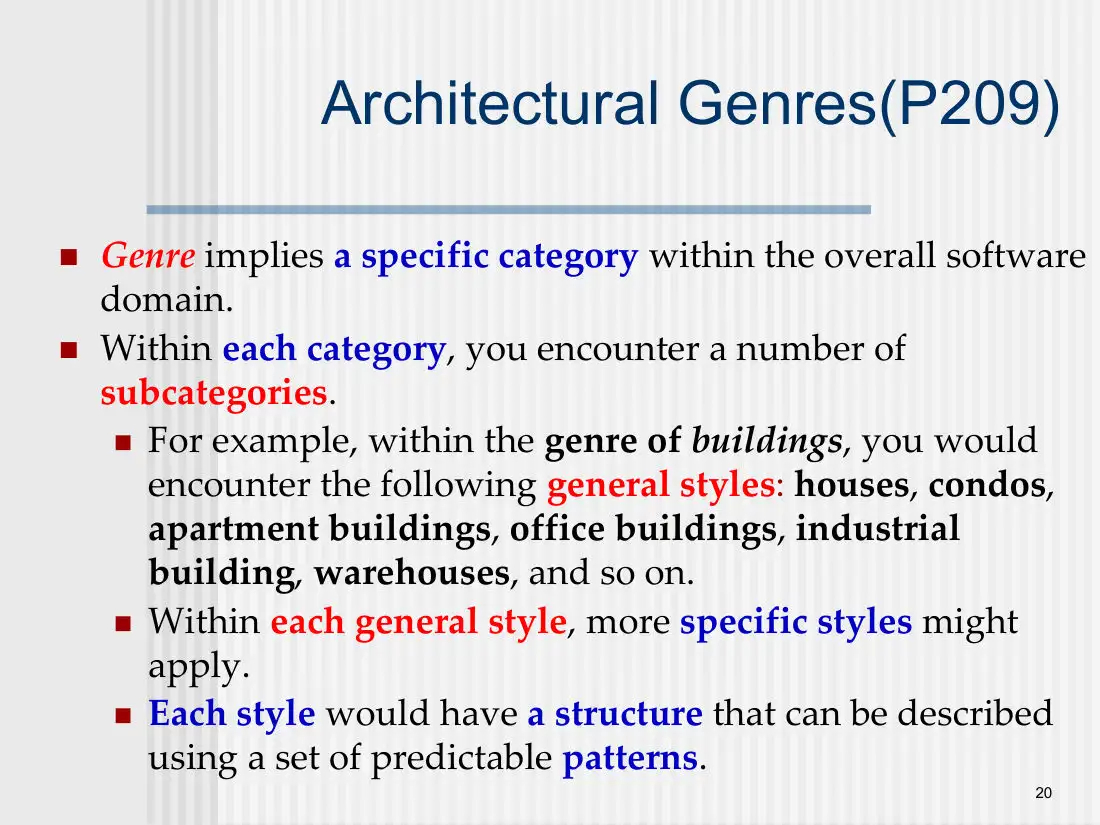 Architectural Genres(P209)
Genre implies a specific category within the overall software
domain.
Within each category, you encounter a number of
subcategories.
For example, within the genre of buildings, you would
encounter the following general styles: houses, condos,
apartment buildings, office buildings, industrial
building, warehouses, and so on.
Within each general style, more specific styles might
apply.
Each style would have a structure that can be described
using a set of predictable patterns.
20